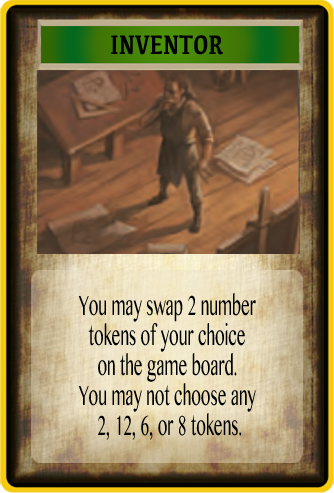 INVENTOR
You may swap 2 number
tokens of your choice
on the game board.
You may not choose any
2, 12, 6, or 8 tokens.